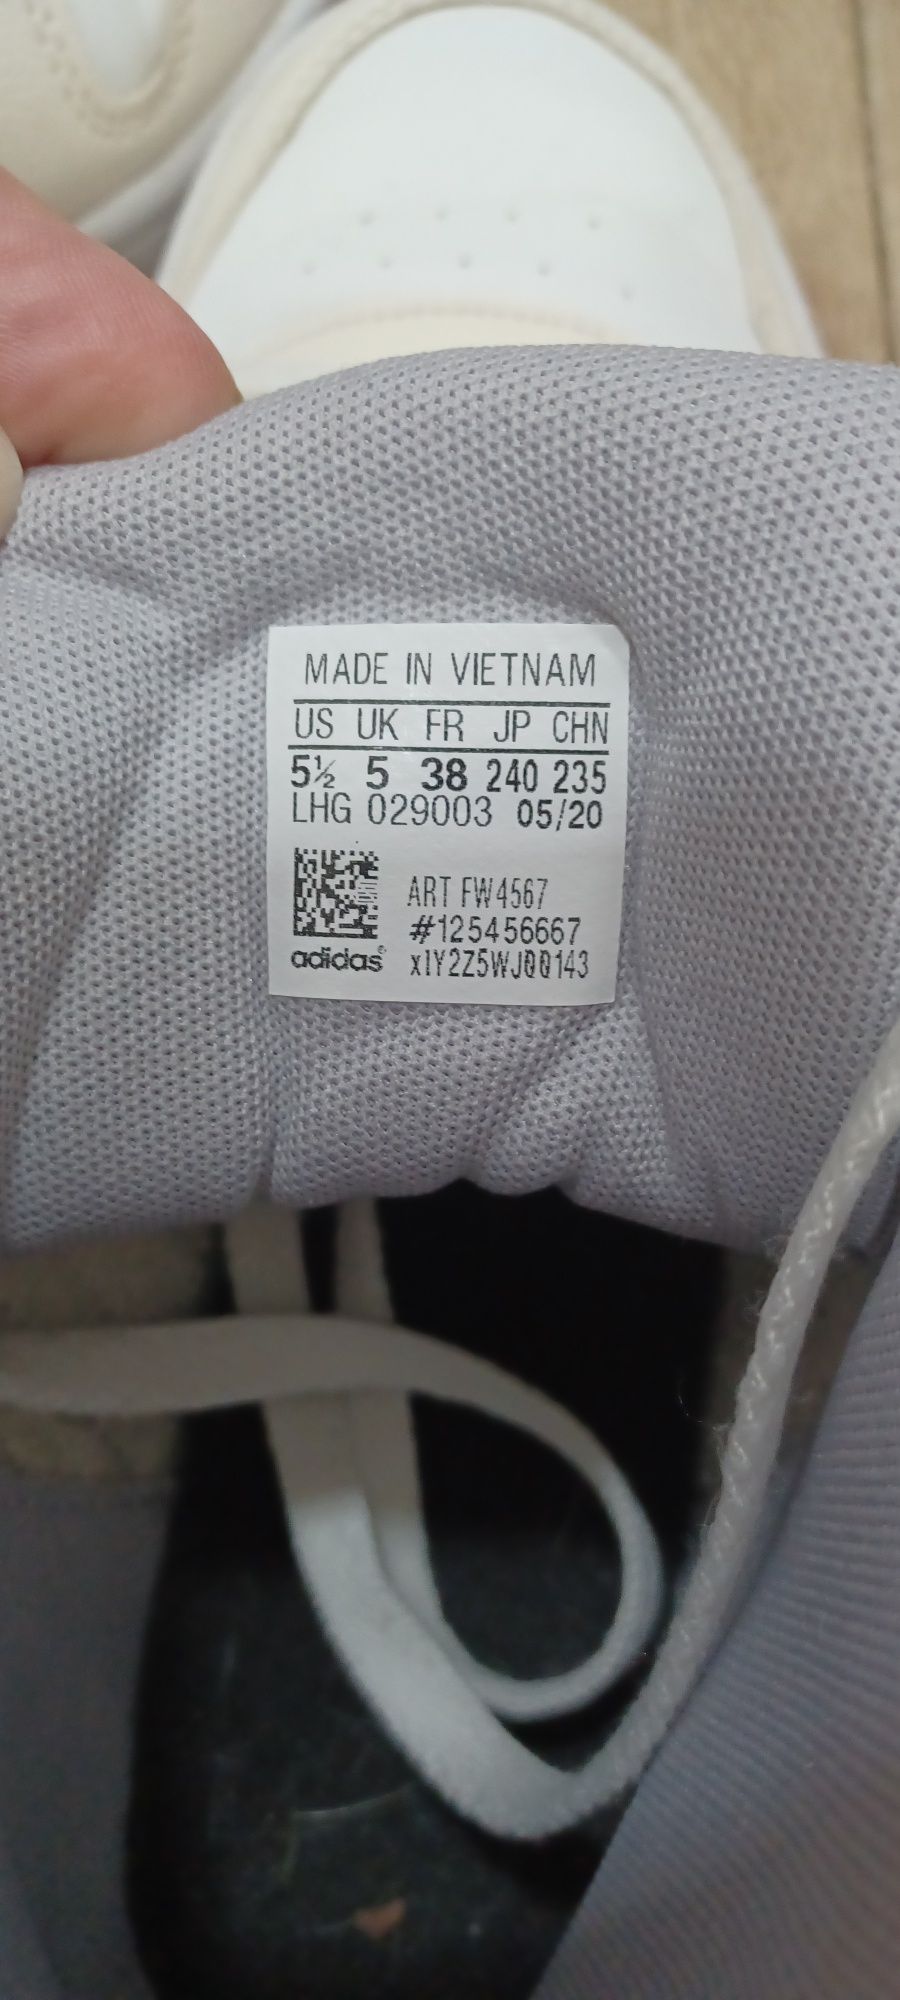 MADE IN VIETNAM
US UK FR JP CHN
5½ 5 38 240 235
LHG 029003 05/20
ART FW4567
#125456667
adidas® x1Y2Z5WJ00143